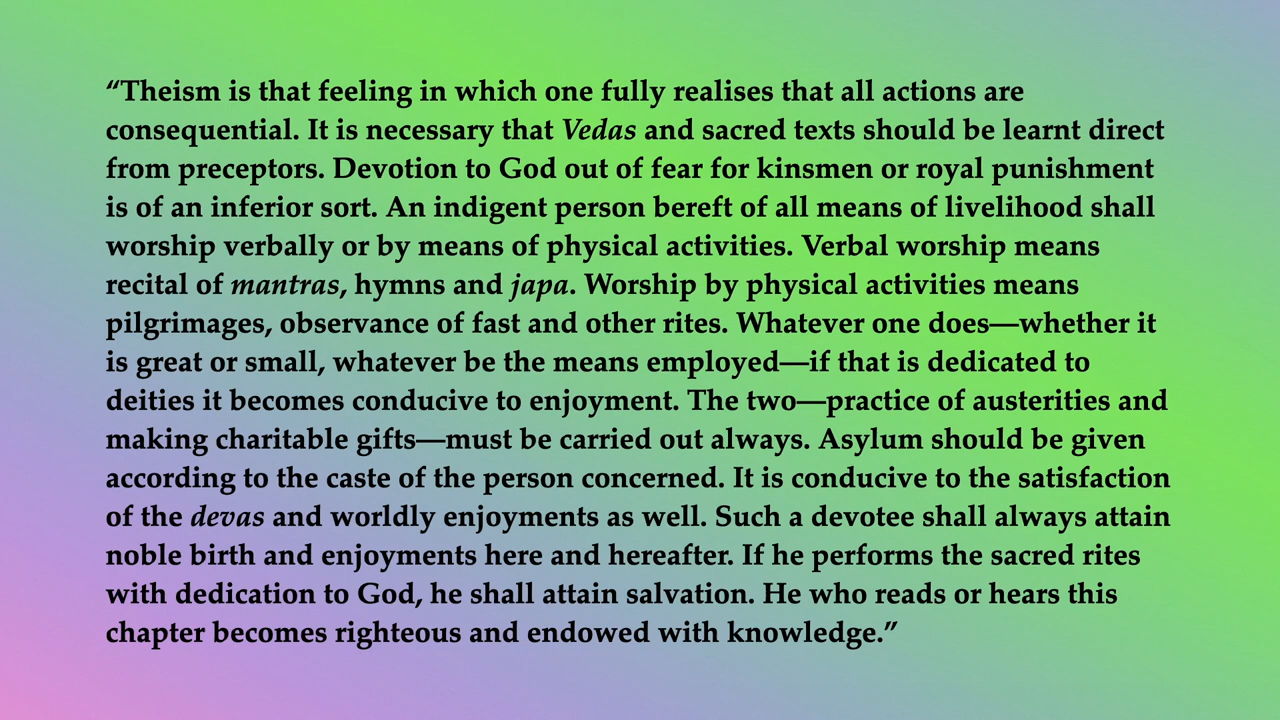 “Theism is that feeling in which one fully realises that all actions are
consequential. It is necessary that Vedas and sacred texts should be learnt direct
from preceptors. Devotion to God out of fear for kinsmen or royal punishment
is of an inferior sort. An indigent person bereft of all means of livelihood shall
worship verbally or by means of physical activities. Verbal worship means
recital of mantras, hymns and japa. Worship by physical activities means
pilgrimages, observance of fast and other rites. Whatever one does—whether it
is great or small, whatever be the means employed—if that is dedicated to
deities it becomes conducive to enjoyment. The two—practice of austerities and
making charitable gifts—must be carried out always. Asylum should be given
according to the caste of the person concerned. It is conducive to the satisfaction
of the devas and worldly enjoyments as well. Such a devotee shall always attain
noble birth and enjoyments here and hereafter. If he performs the sacred rites
with dedication to God, he shall attain salvation. He who reads or hears this
chapter becomes righteous and endowed with knowledge.”